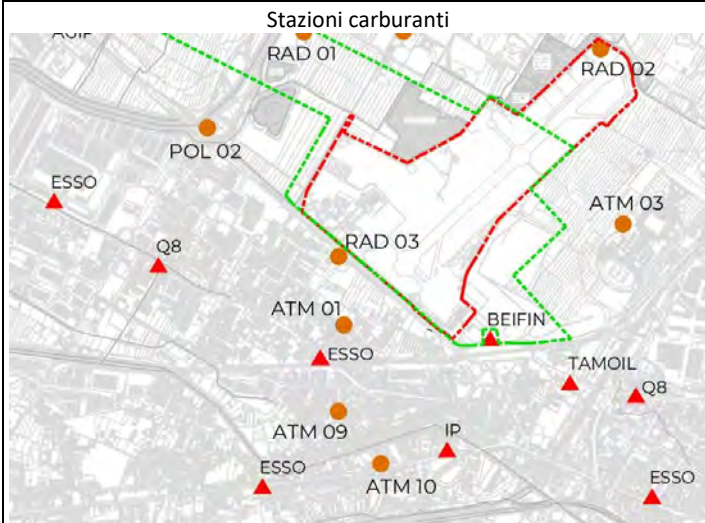 Stazioni carburanti
AGIP
RAD 01
RAD 02
POL 02
ESSO
ATM 03
Q8
RAD 03
ATM 01
BEIFIN
ESSO
TAMOIL
Q8
ATM 09
IP
ESSO
ATM 10
ESSO